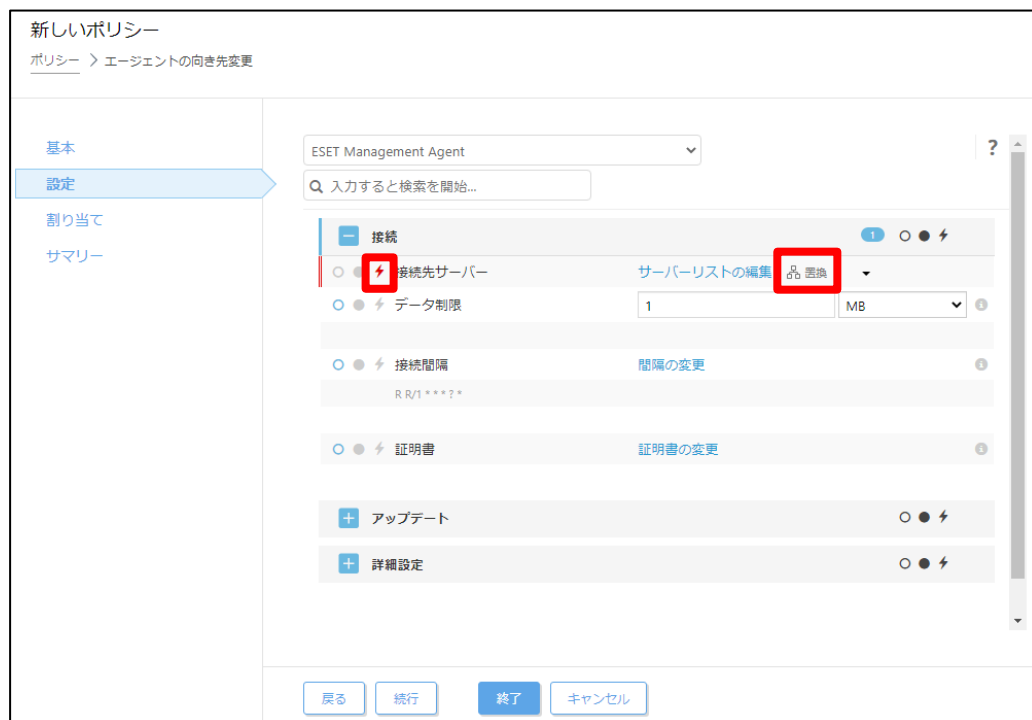 新しいポリシー
ポリシー > エージェントの向き先変更
基本
設定
割り当て
サマリー
ESET Management Agent
?
入力すると検索を開始...
接続 1
接続先サーバー サーバーリストの編集 置換
データ制限 1 MB
接続間隔 間隔の変更
R R/1 * * * ? *
証明書 証明書の変更
アップデート
詳細設定
戻る 続行 終了 キャンセル